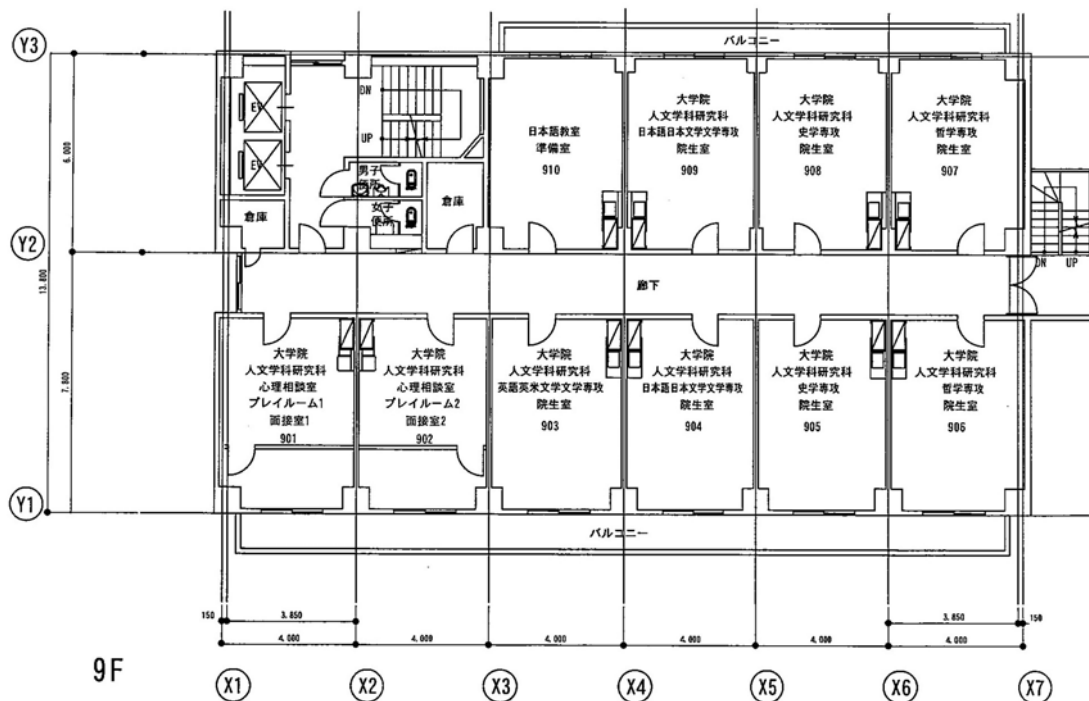 バルコニー
Y3
EV
EV
DN
UP
男子
便所
女子
便所
倉庫
倉庫
日本語教室
準備室
910
大学院
人文学科研究科
日本語日本文学文学専攻
院生室
909
大学院
人文学科研究科
史学専攻
院生室
908
大学院
人文学科研究科
哲学専攻
院生室
907
6.000
Y2
13.800
DN
UP
廊下
7.800
大学院
人文学科研究科
心理相談室
プレイルーム1
面接室1
901
大学院
人文学科研究科
心理相談室
プレイルーム2
面接室2
902
大学院
人文学科研究科
英語英米文学文学専攻
院生室
903
大学院
人文学科研究科
日本語日本文学文学専攻
院生室
904
大学院
人文学科研究科
史学専攻
院生室
905
大学院
人文学科研究科
哲学専攻
院生室
906
Y1
バルコニー
150
3.850
3.850
150
4.000
4.000
4.000
4.000
4.000
4.000
9F
X1
X2
X3
X4
X5
X6
X7